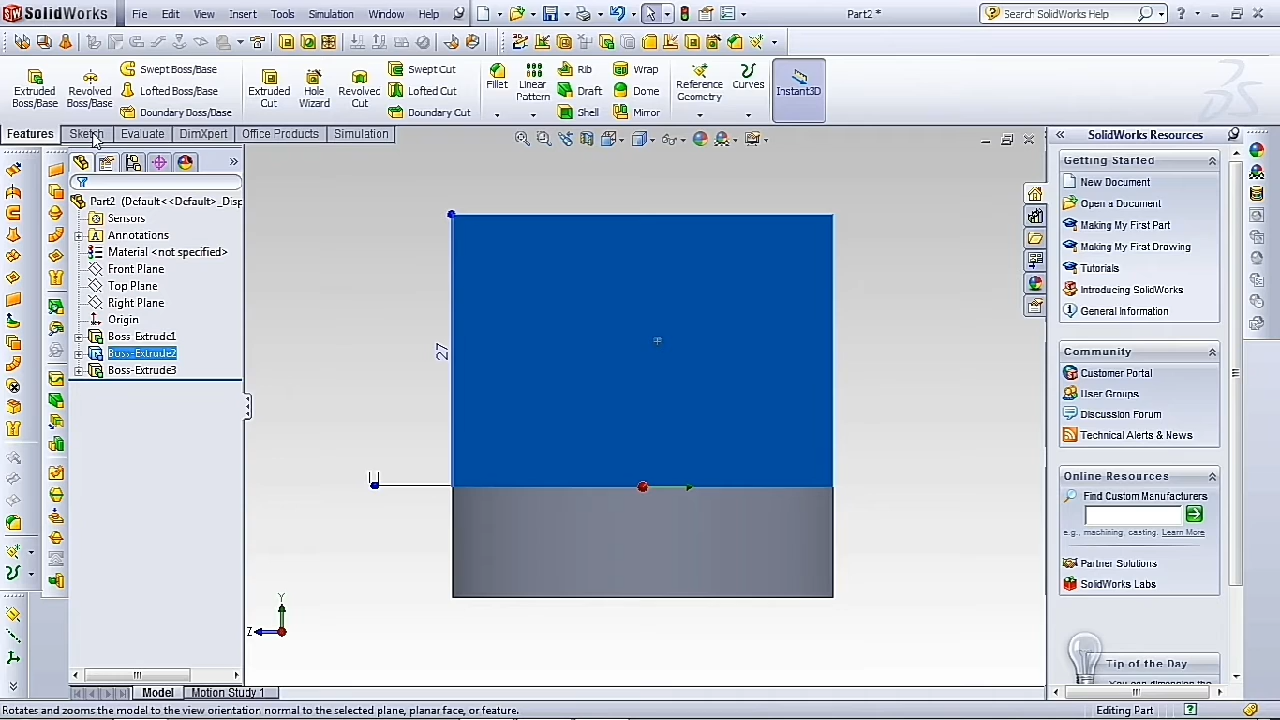 SolidWorks File Edit View Insert Tools Simulation Window Help Part2 * Search SolidWorks Help
Extruded Boss/Base
Revolved Boss/Base
Swept Boss/Base
Lofted Boss/Base
Boundary Boss/Base
Extruded Cut
Hole Wizard
Revolved Cut
Swept Cut
Lofted Cut
Boundary Cut
Fillet
Linear Pattern
Rib
Draft
Shell
Wrap
Dome
Mirror
Reference Geometry
Curves
Instant3D
Features Sketch Evaluate DimXpert Office Products Simulation
Part2 (Default<<Default>_Disp
Sensors
Annotations
Material <not specified>
Front Plane
Top Plane
Right Plane
Origin
Boss-Extrude1
Boss-Extrude2
Boss-Extrude3
27
Y
Z
SolidWorks Resources
Getting Started
New Document
Open a Document
Making My First Part
Making My First Drawing
Tutorials
Introducing SolidWorks
General Information
Community
Customer Portal
User Groups
Discussion Forum
Technical Alerts & News
Online Resources
Find Custom Manufacturers
e.g., machining, casting. Learn More
Partner Solutions
SolidWorks Labs
Tip of the Day
Model Motion Study 1
Rotates and zooms the model to the view orientation normal to the selected plane, planar face, or feature.
Editing Part